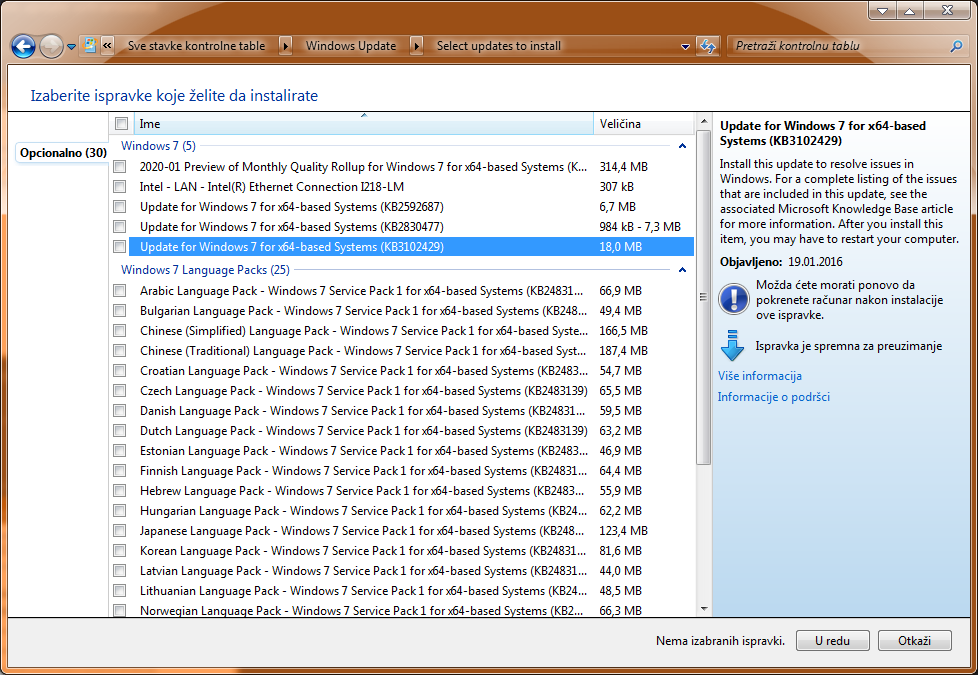 « Sve stavke kontrolne table Windows Update Select updates to install Pretraži kontrolnu tablu
Izaberite ispravke koje želite da instalirate
Opcionalno (30)
Ime Veličina
Windows 7 (5)
2020-01 Preview of Monthly Quality Rollup for Windows 7 for x64-based Systems (K... 314,4 MB
Intel - LAN - Intel(R) Ethernet Connection I218-LM 307 kB
Update for Windows 7 for x64-based Systems (KB2592687) 6,7 MB
Update for Windows 7 for x64-based Systems (KB2830477) 984 kB - 7,3 MB
Update for Windows 7 for x64-based Systems (KB3102429) 18,0 MB
Windows 7 Language Packs (25)
Arabic Language Pack - Windows 7 Service Pack 1 for x64-based Systems (KB24831... 66,9 MB
Bulgarian Language Pack - Windows 7 Service Pack 1 for x64-based Systems (KB248... 49,4 MB
Chinese (Simplified) Language Pack - Windows 7 Service Pack 1 for x64-based Syste... 166,5 MB
Chinese (Traditional) Language Pack - Windows 7 Service Pack 1 for x64-based Syst... 187,4 MB
Croatian Language Pack - Windows 7 Service Pack 1 for x64-based Systems (KB2483... 54,7 MB
Czech Language Pack - Windows 7 Service Pack 1 for x64-based Systems (KB2483139) 65,5 MB
Danish Language Pack - Windows 7 Service Pack 1 for x64-based Systems (KB24831... 59,5 MB
Dutch Language Pack - Windows 7 Service Pack 1 for x64-based Systems (KB2483139) 63,2 MB
Estonian Language Pack - Windows 7 Service Pack 1 for x64-based Systems (KB2483... 46,9 MB
Finnish Language Pack - Windows 7 Service Pack 1 for x64-based Systems (KB24831... 64,4 MB
Hebrew Language Pack - Windows 7 Service Pack 1 for x64-based Systems (KB2483... 55,9 MB
Hungarian Language Pack - Windows 7 Service Pack 1 for x64-based Systems (KB24... 62,2 MB
Japanese Language Pack - Windows 7 Service Pack 1 for x64-based Systems (KB248... 123,4 MB
Korean Language Pack - Windows 7 Service Pack 1 for x64-based Systems (KB24831... 81,6 MB
Latvian Language Pack - Windows 7 Service Pack 1 for x64-based Systems (KB24831... 44,0 MB
Lithuanian Language Pack - Windows 7 Service Pack 1 for x64-based Systems (KB24... 48,5 MB
Norwegian Language Pack - Windows 7 Service Pack 1 for x64-based Systems (KB2... 66,3 MB
Update for Windows 7 for x64-based
Systems (KB3102429)
Install this update to resolve issues in
Windows. For a complete listing of the issues
that are included in this update, see the
associated Microsoft Knowledge Base article
for more information. After you install this
item, you may have to restart your computer.
Objavljeno: 19.01.2016
Možda ćete morati ponovo da
pokrenete računar nakon instalacije
ove ispravke.
Ispravka je spremna za preuzimanje
Više informacija
Informacije o podršci
Nema izabranih ispravki. U redu Otkaži